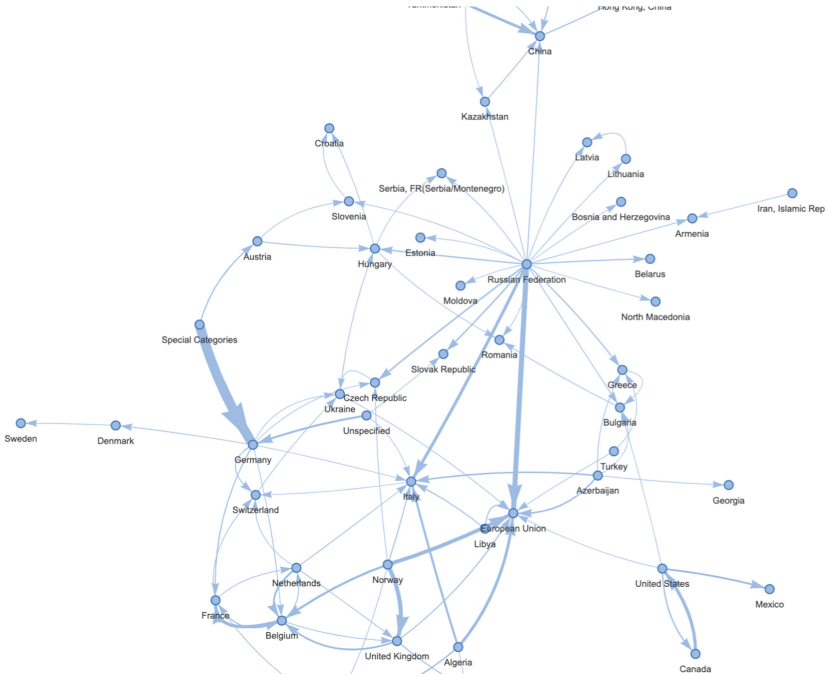 Turkmenistan
Hong Kong, China
China
Kazakhstan
Croatia
Latvia
Lithuania
Serbia, FR(Serbia/Montenegro)
Iran, Islamic Rep
Slovenia
Bosnia and Herzegovina
Armenia
Austria
Hungary
Estonia
Belarus
Russian Federation
Moldova
North Macedonia
Special Categories
Romania
Slovak Republic
Greece
Czech Republic
Ukraine
Bulgaria
Unspecified
Sweden
Denmark
Germany
Turkey
Azerbaijan
Italy
Georgia
Switzerland
European Union
Libya
Netherlands
Norway
United States
Mexico
France
Belgium
United Kingdom
Algeria
Canada